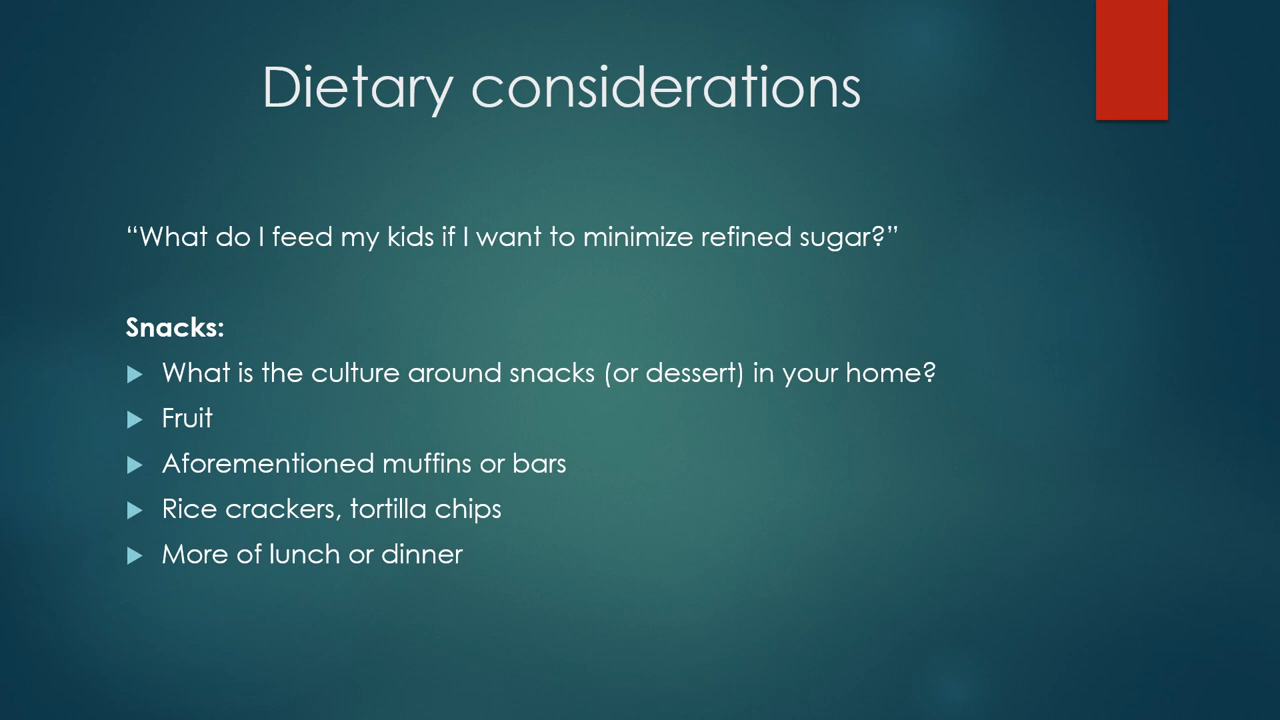 Dietary considerations
“What do I feed my kids if I want to minimize refined sugar?”
Snacks:
What is the culture around snacks (or dessert) in your home?
Fruit
Aforementioned muffins or bars
Rice crackers, tortilla chips
More of lunch or dinner